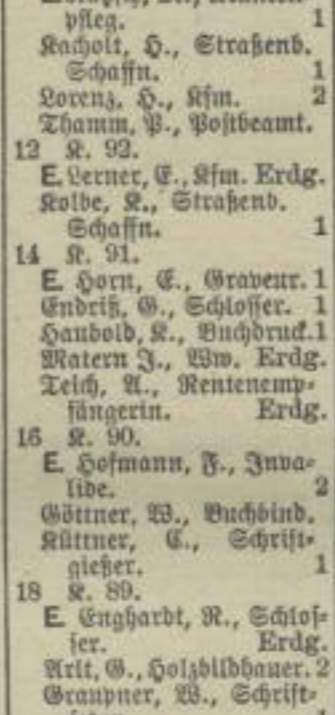 pfleg. 1
Kacholt, H., Straßenb.
Schaffn. 1
Lorenz, H., Kfm. 2
Thamm, P., Postbeamt.
12 K. 92.
E. Lerner, E., Kfm. Erdg.
Kolbe, K., Straßenb.
Schaffn. 1
14 K. 91.
E. Horn, E., Graveur. 1
Endriß, G., Schlosser. 1
Haubold, K., Buchdruck. 1
Matern J., Ww. Erdg.
Teich, A., Rentenemp-
fängerin. Erdg.
16 K. 90.
E. Hofmann, F., Inva-
lide. 2
Göttner, W., Buchbind.
Küttner, C., Schrift-
gießer. 1
18 K. 89.
E. Enghardt, R., Schlos-
ser. Erdg.
Arlt, G., Holzbildhauer. 2
Graupner, W., Schrift-